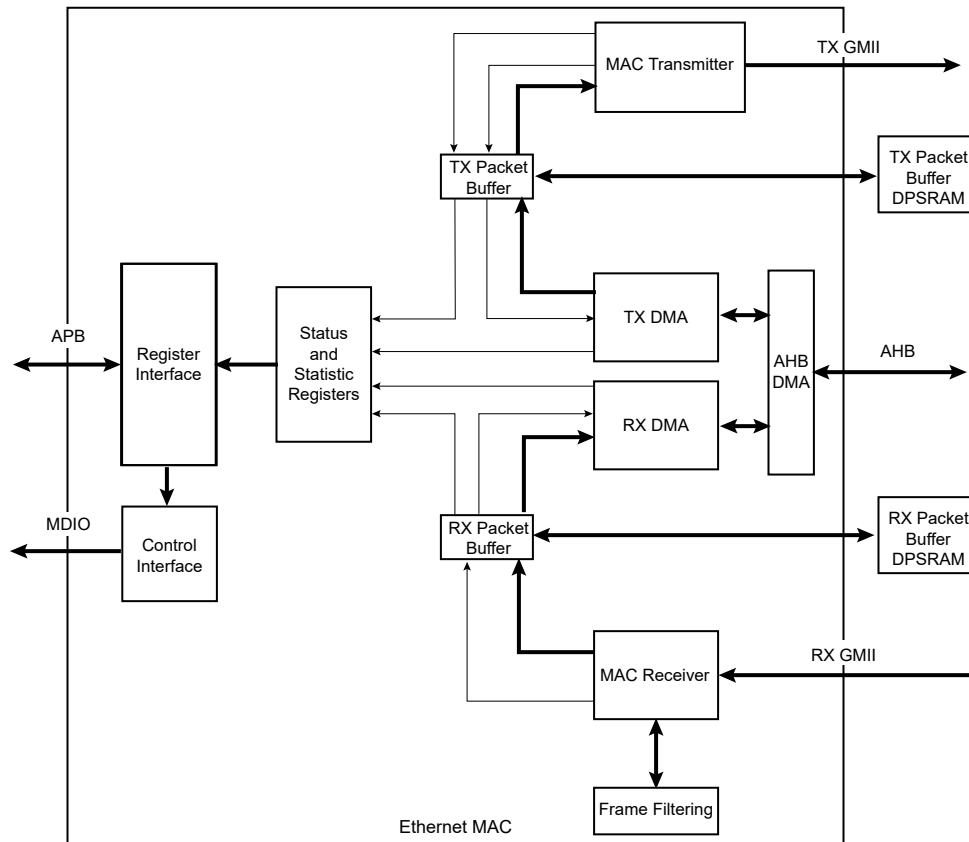 TX GMII
MAC Transmitter
TX Packet
Buffer
TX Packet
Buffer
DPSRAM
APB
Register
Interface
Status
and
Statistic
Registers
TX DMA
AHB
DMA
AHB
RX DMA
MDIO
Control
Interface
RX Packet
Buffer
RX Packet
Buffer
DPSRAM
MAC Receiver
RX GMII
Frame Filtering
Ethernet MAC